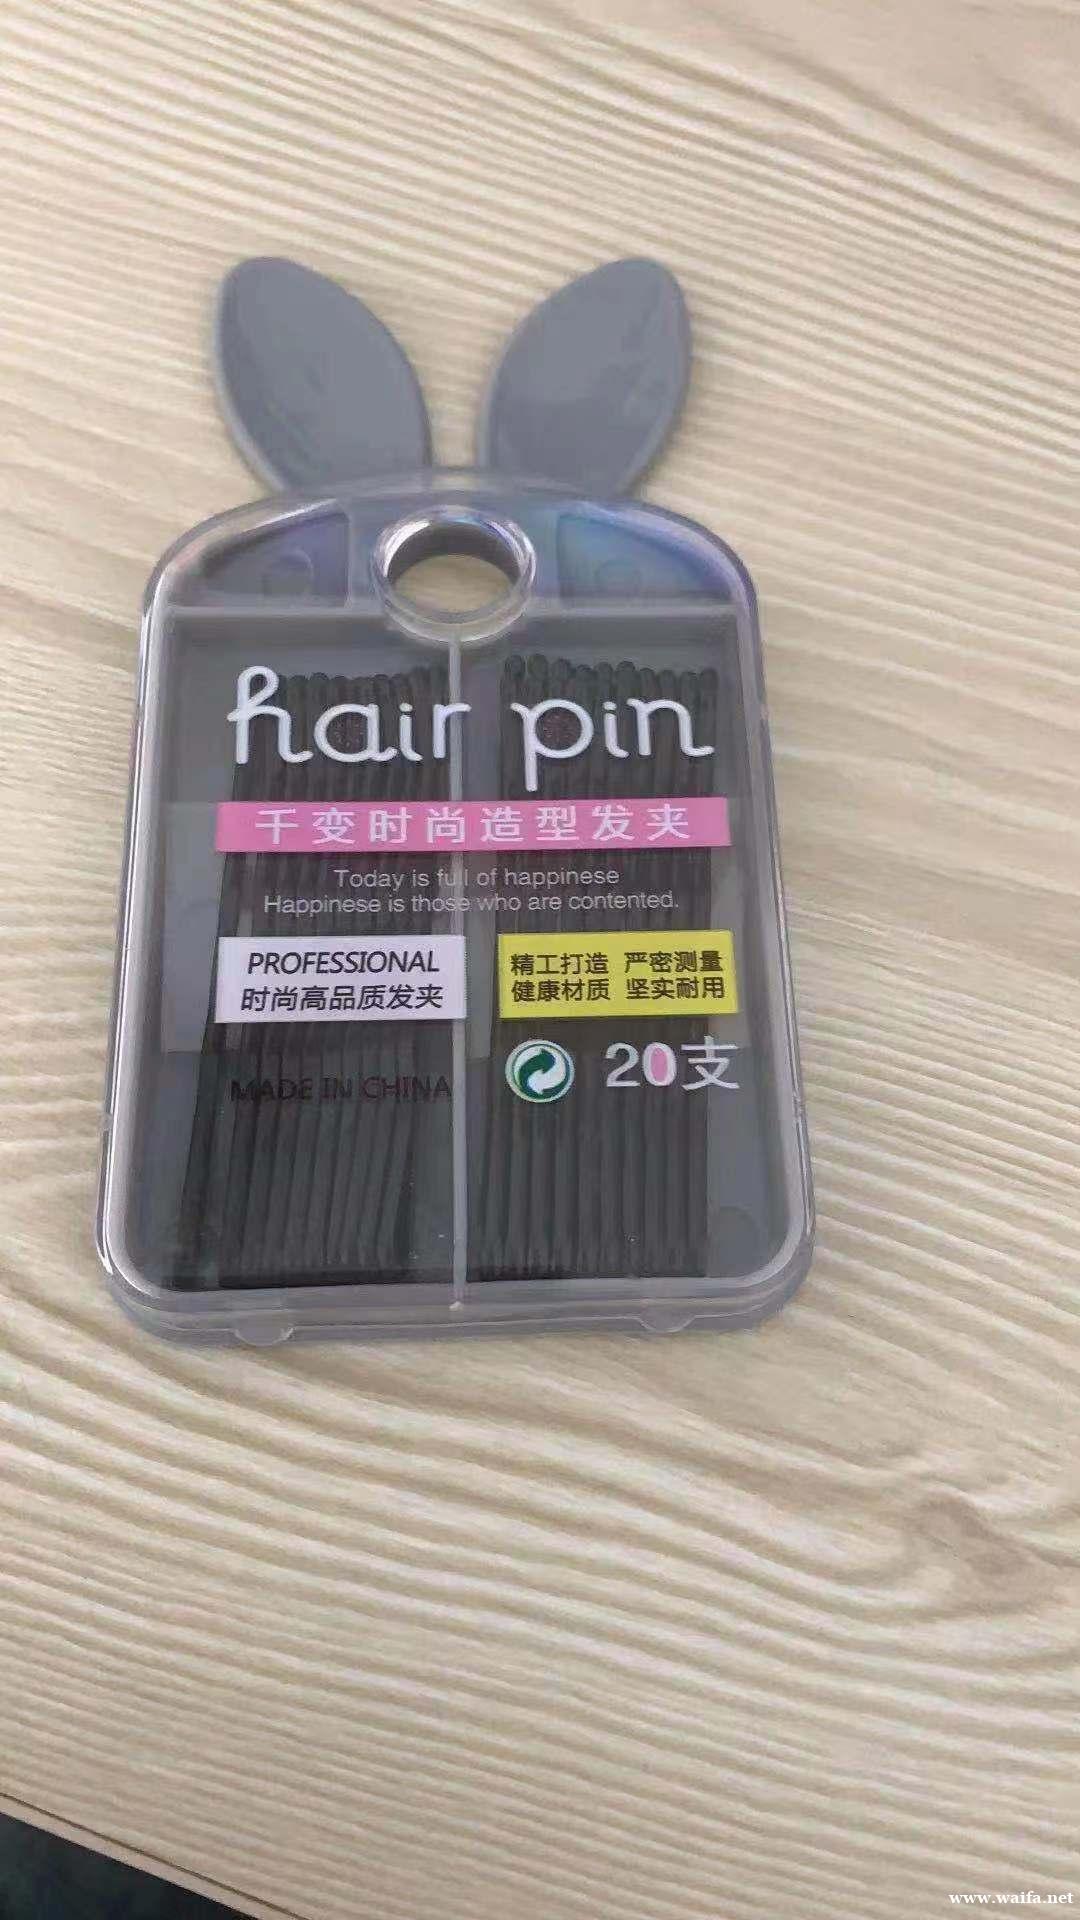 hair pin
千变时尚造型发夹
Today is full of happinese
Happinese is those who are contented.
PROFESSIONAL
时尚高品质发夹
精工打造 严密测量
健康材质 坚实耐用
20支
MADE IN CHINA
www.waifa.net